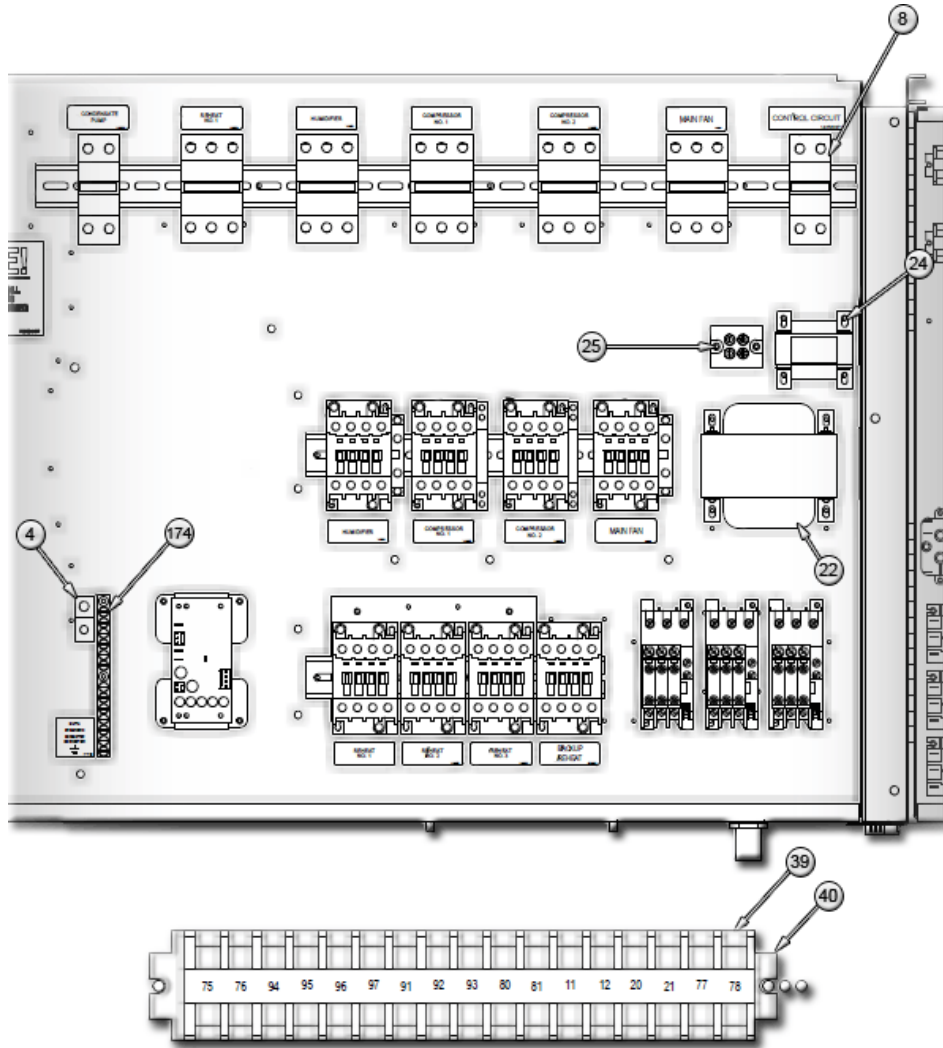 8
CONDENSATE
PUMP
REHEAT
NO. 1
HUMIDIFIER
COMPRESSOR
NO. 1
COMPRESSOR
NO. 2
MAIN FAN
CONTROL CIRCUIT
24
25
22
HUMIDIFIER
COMPRESSOR
NO. 1
COMPRESSOR
NO. 2
MAIN FAN
4
174
REHEAT
NO. 1
REHEAT
NO. 2
REHEAT
NO. 3
BACKUP
REHEAT
39
40
75 76 94 95 96 97 91 92 93 80 81 11 12 20 21 77 78